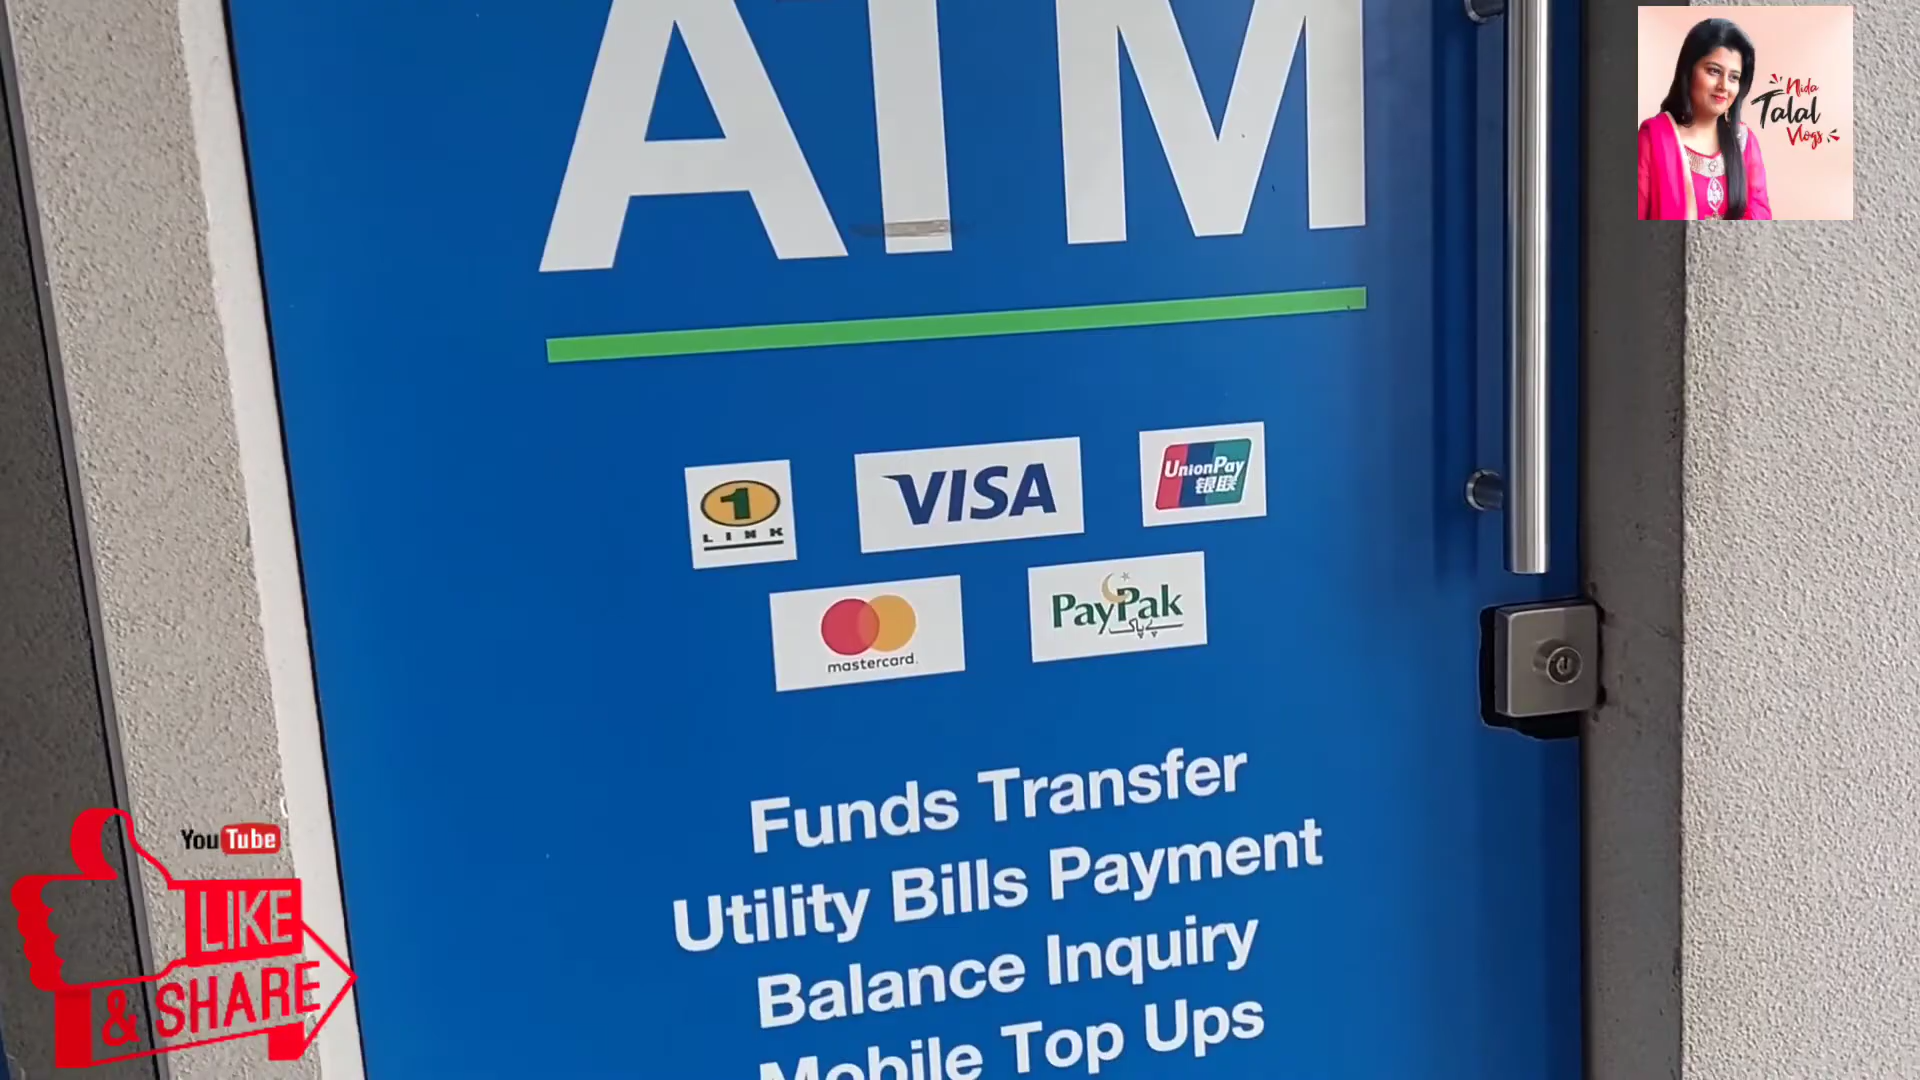 ATM
Nida
Talal
Vlogs
1
LINK
VISA
UnionPay
银联
mastercard.
PayPak
پے پاک
Funds Transfer
Utility Bills Payment
Balance Inquiry
Mobile Top Ups
YouTube
LIKE
& SHARE